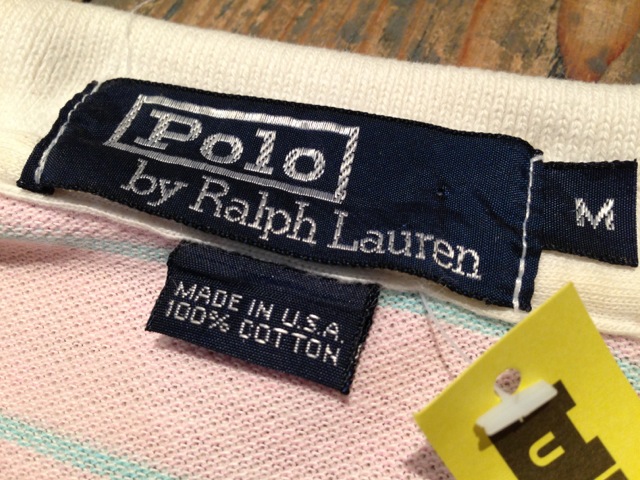 Polo
by Ralph Lauren
M
MADE IN U.S.A.
100% COTTON
U